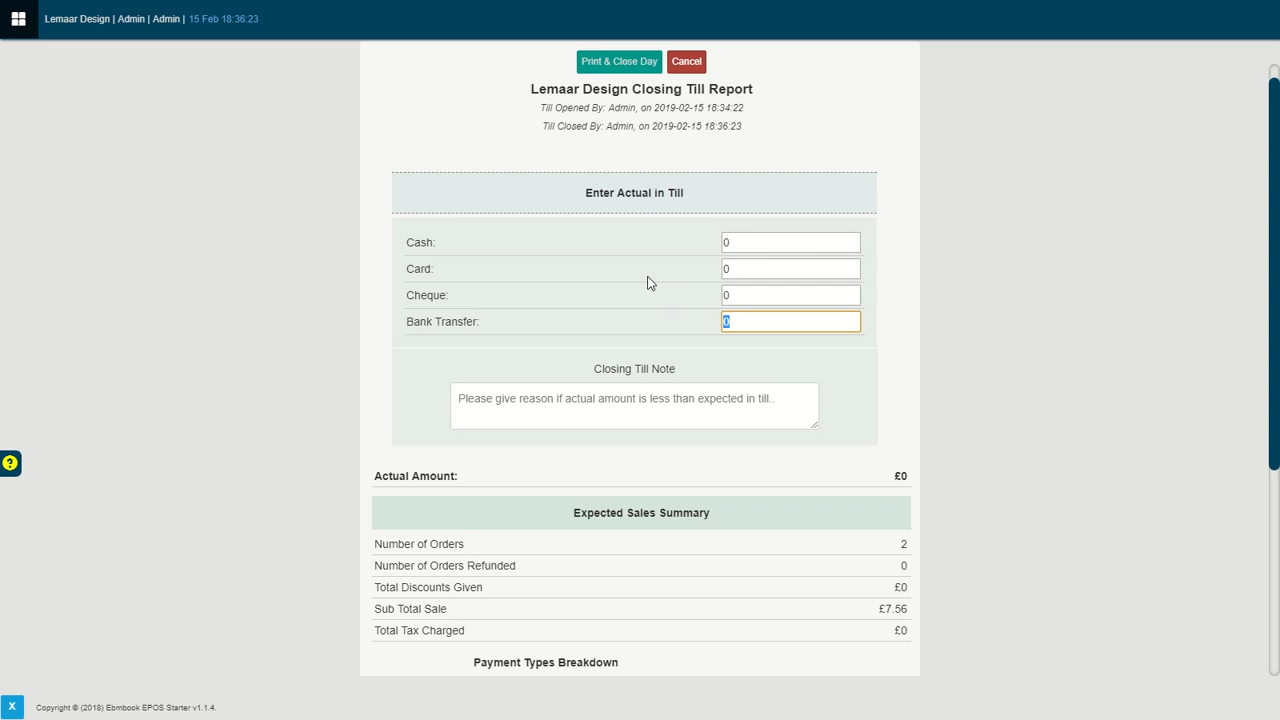 Lemaar Design | Admin | Admin | 15 Feb 18:36:23
Print & Close Day Cancel
Lemaar Design Closing Till Report
Till Opened By: Admin, on 2019-02-15 18:34:22
Till Closed By: Admin, on 2019-02-15 18:36:23
Enter Actual in Till
Cash: 0
Card: 0
Cheque: 0
Bank Transfer: 0
Closing Till Note
Please give reason if actual amount is less than expected in till..
Actual Amount: £0
?
Expected Sales Summary
Number of Orders 2
Number of Orders Refunded 0
Total Discounts Given £0
Sub Total Sale £7.56
Total Tax Charged £0
Payment Types Breakdown
X Copyright © (2018) Ebmbook EPOS Starter v1.1.4.